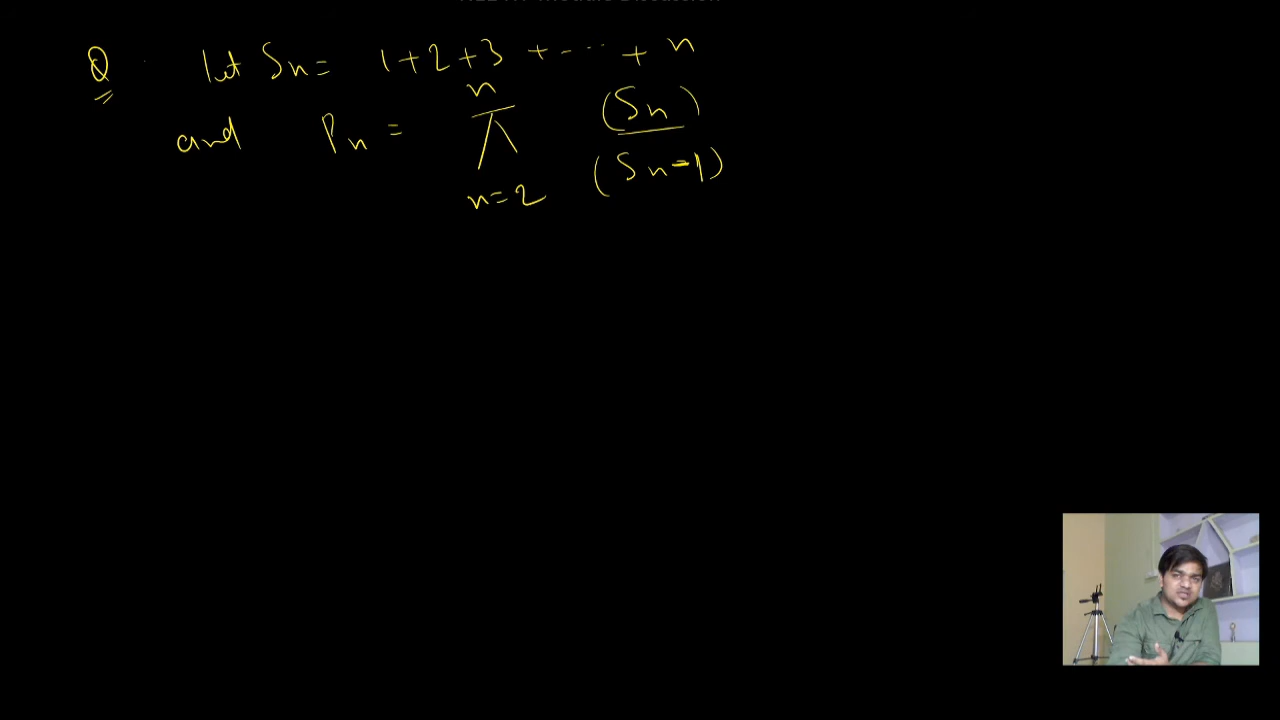 Q. let Sn = 1+2+3+---+ n
and Pn = n π n=2 (Sn) / (Sn-1)